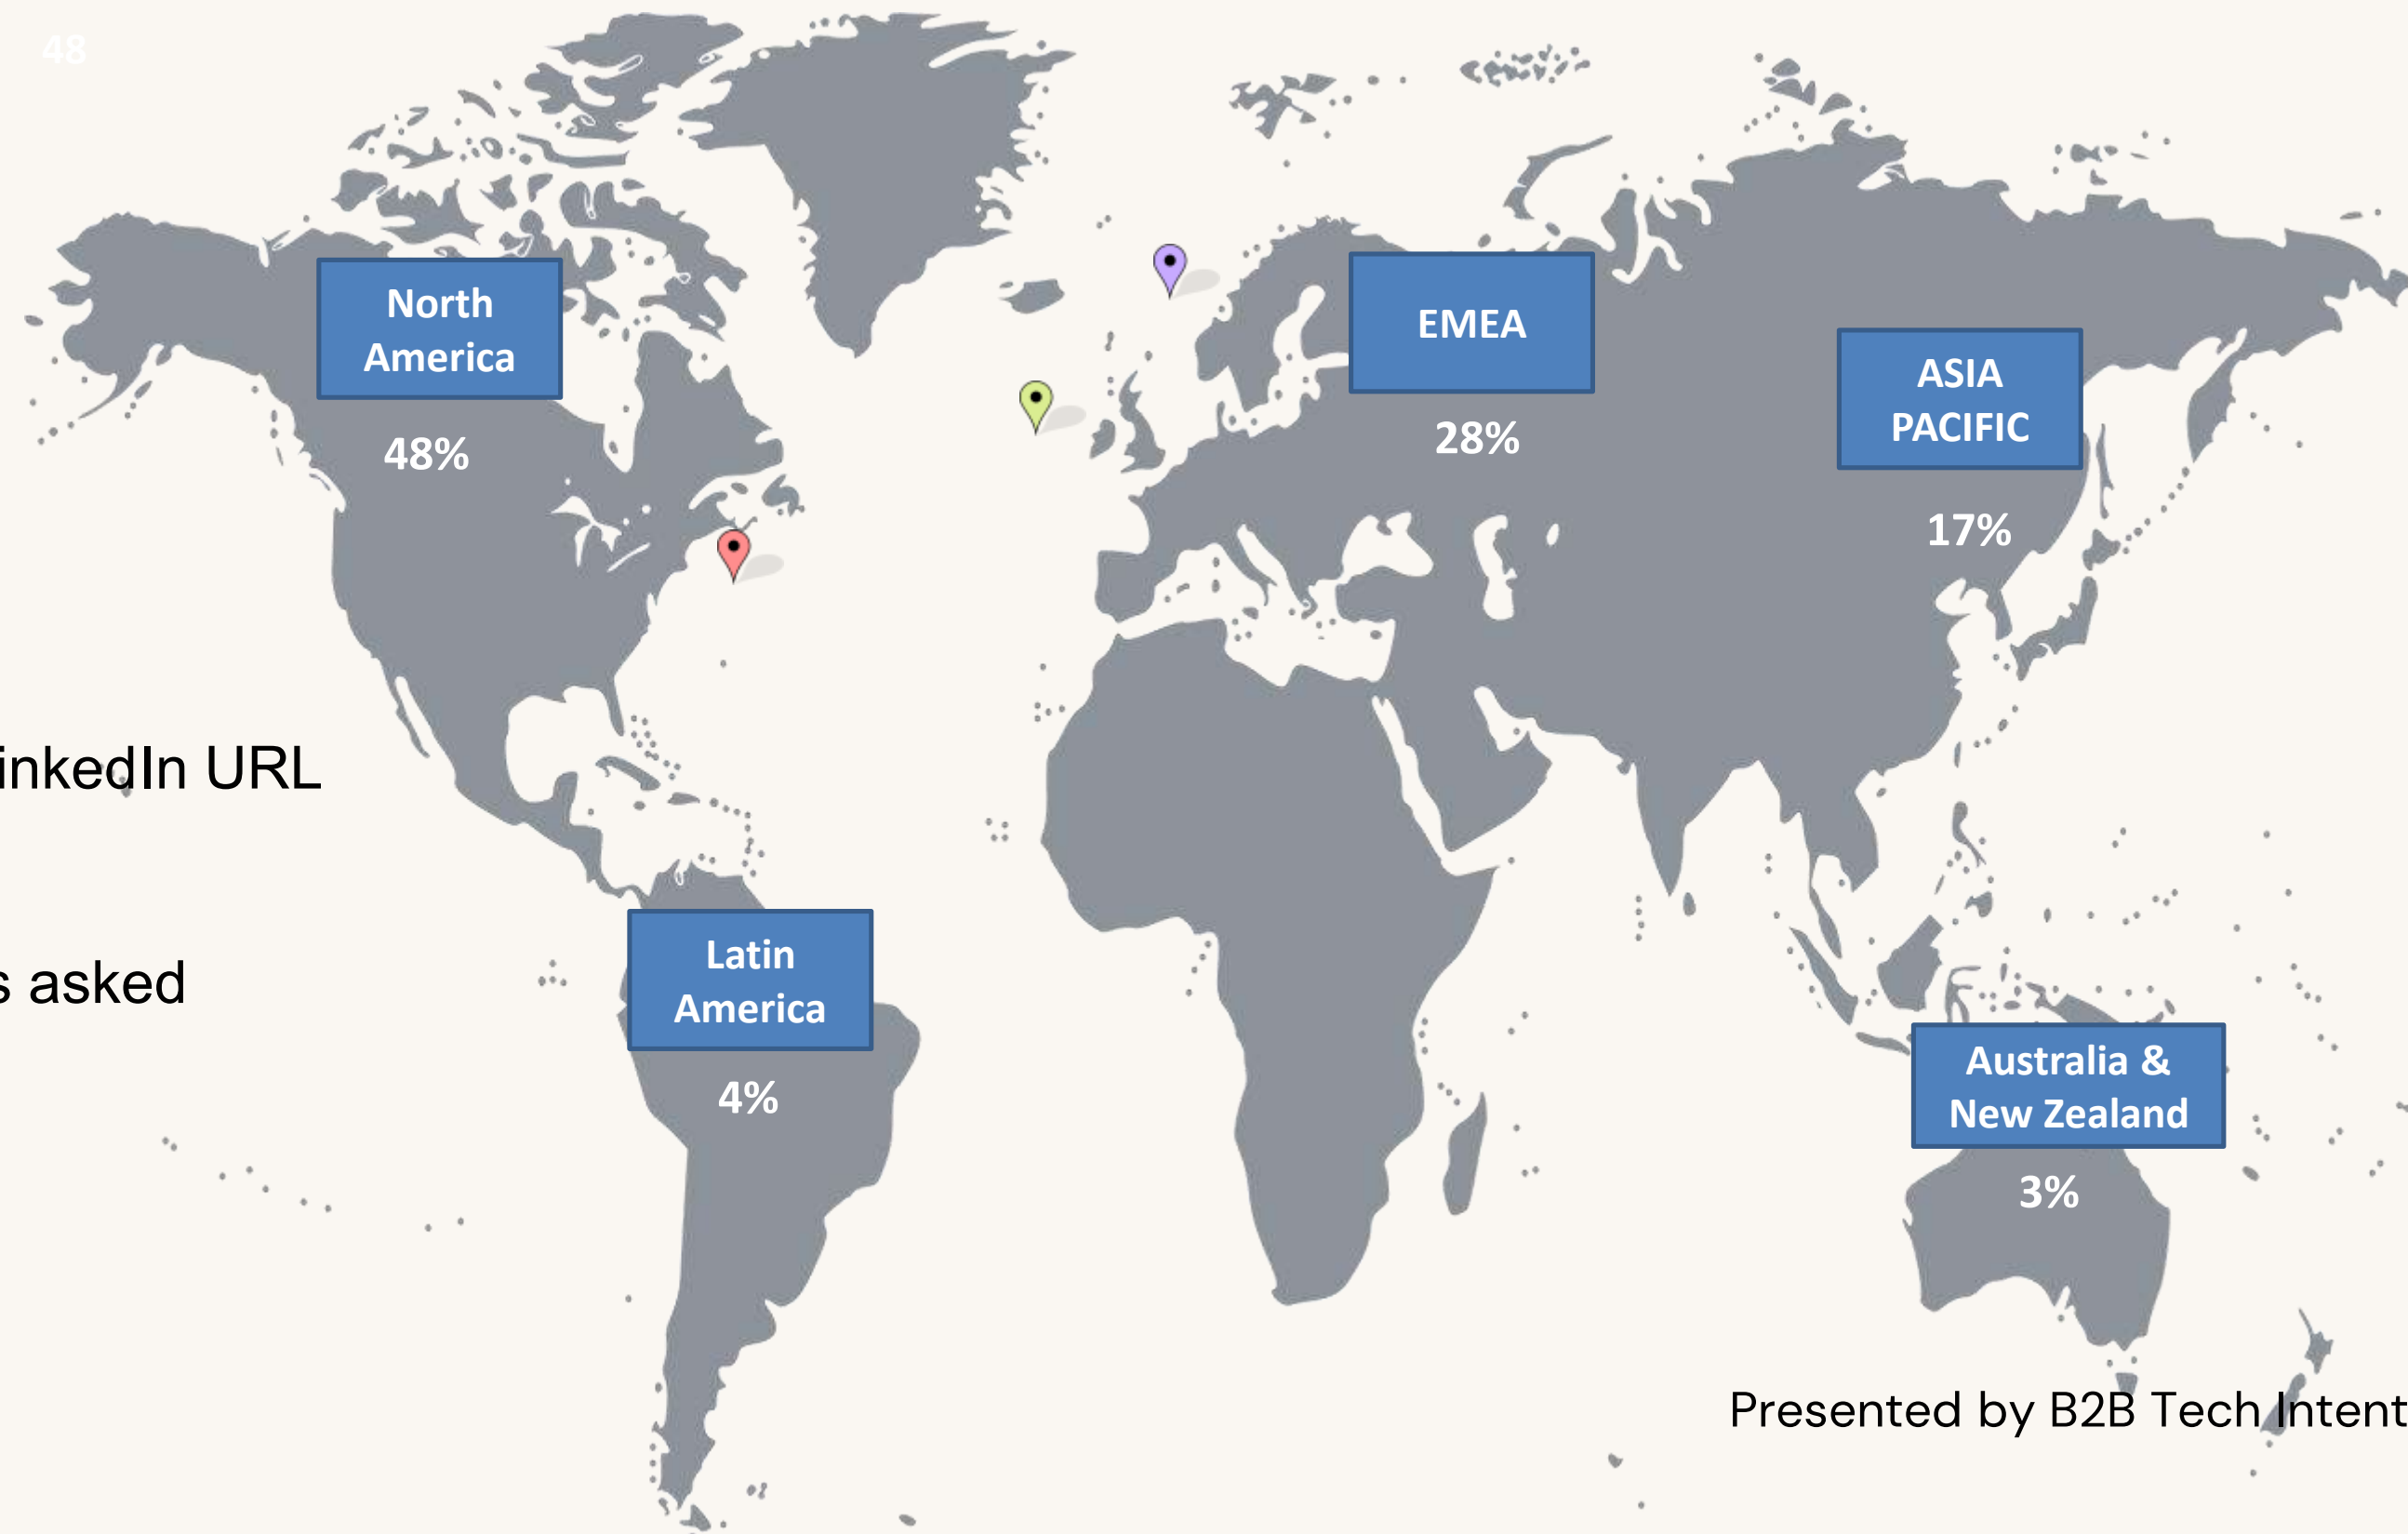 48
North
America
48%
EMEA
28%
ASIA
PACIFIC
17%
inkedIn URL
s asked
Latin
America
4%
Australia &
New Zealand
3%
Presented by B2B Tech Intent